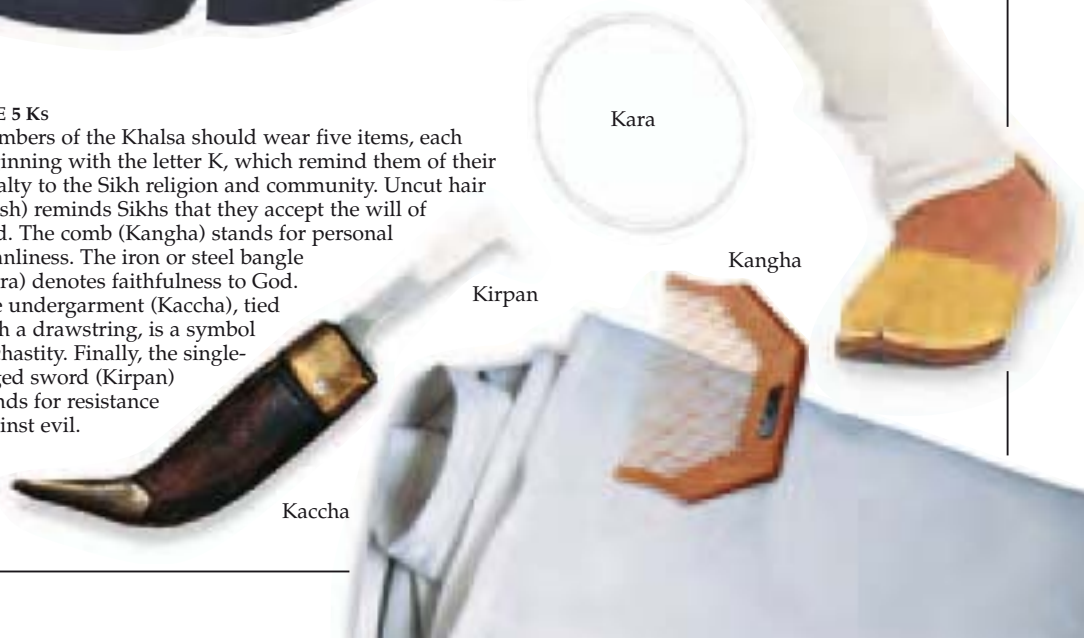 E 5 Ks
mbers of the Khalsa should wear five items, each
inning with the letter K, which remind them of their
alty to the Sikh religion and community. Uncut hair
sh) reminds Sikhs that they accept the will of
d. The comb (Kangha) stands for personal
anliness. The iron or steel bangle
ra) denotes faithfulness to God.
e undergarment (Kaccha), tied
h a drawstring, is a symbol
chastity. Finally, the single-
ged sword (Kirpan)
nds for resistance
inst evil.
Kara
Kangha
Kirpan
Kaccha